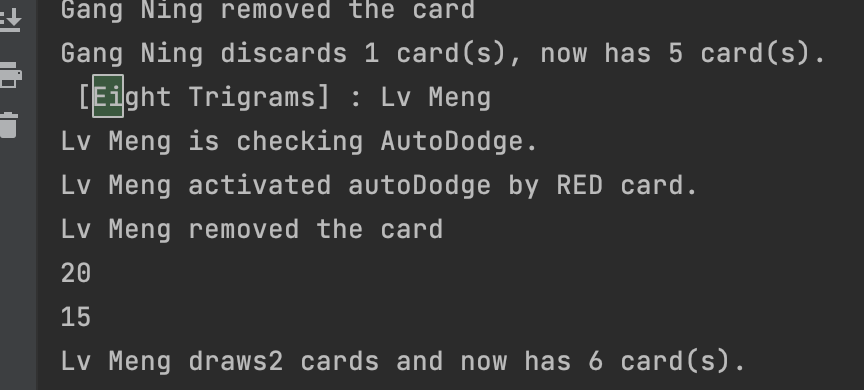 Gang Ning removed the card
Gang Ning discards 1 card(s), now has 5 card(s).
[Eight Trigrams] : Lv Meng
Lv Meng is checking AutoDodge.
Lv Meng activated autoDodge by RED card.
Lv Meng removed the card
20
15
Lv Meng draws2 cards and now has 6 card(s).